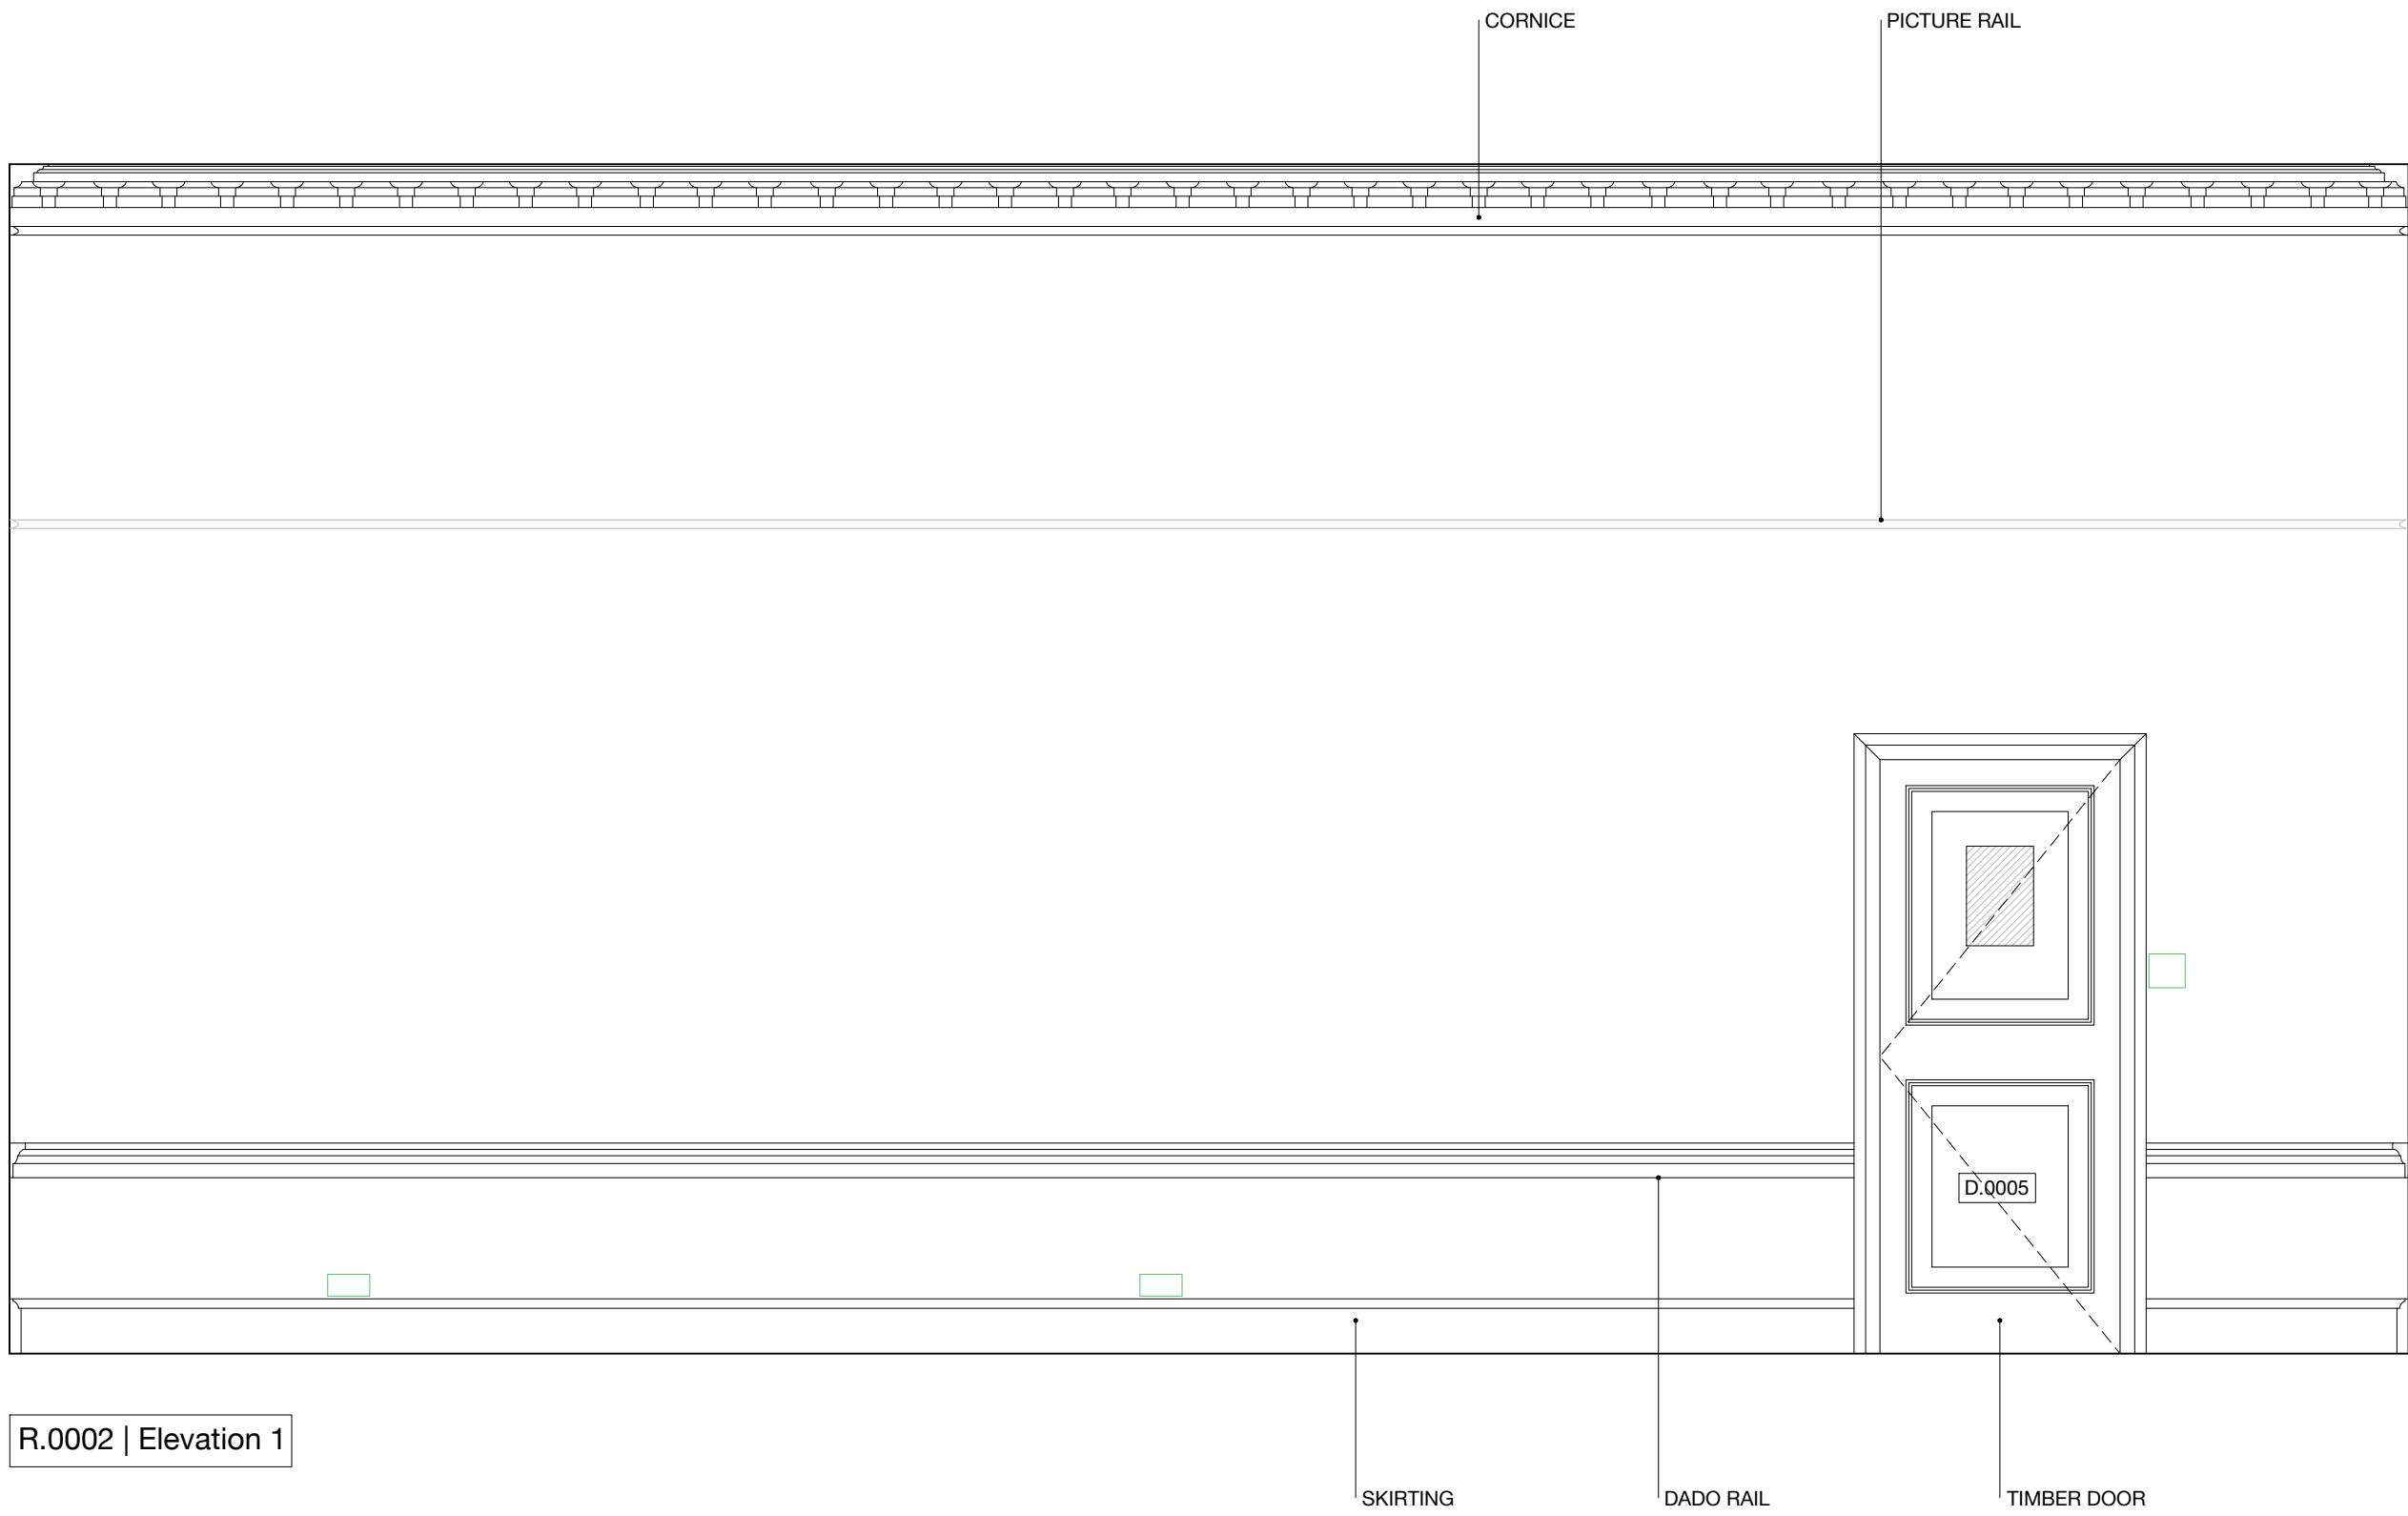 CORNICE
PICTURE RAIL
D.0005
R.0002 | Elevation 1
SKIRTING
DADO RAIL
TIMBER DOOR